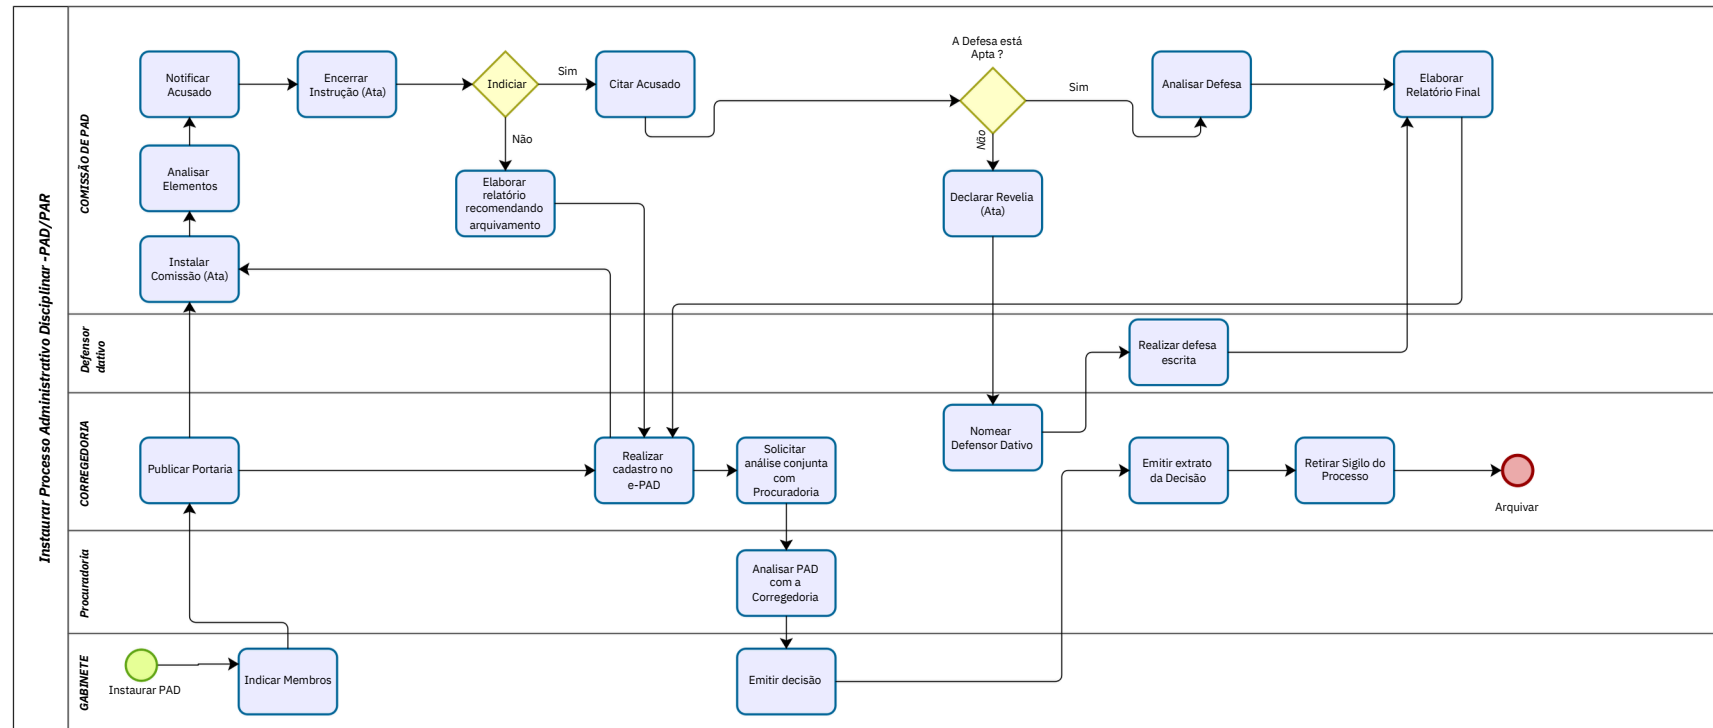 Instaurar Processo Administrativo Disciplinar -PAD/PAR
COMISSÃO DE PAD
Notificar
Acusado
Encerrar
Instrução (Ata)
Indiciar
Sim
Citar Acusado
A Defesa está
Apta ?
Sim
Analisar Defesa
Elaborar
Relatório Final
Não
Não
Analisar
Elementos
Elaborar
relatório
recomendando
arquivamento
Declarar Revelia
(Ata)
Instalar
Comissão (Ata)
Defensor
dativo
Realizar defesa
escrita
CORREGEDORIA
Publicar Portaria
Realizar
cadastro no
e-PAD
Solicitar
análise conjunta
com
Procuradoria
Nomear
Defensor Dativo
Emitir extrato
da Decisão
Retirar Sigilo do
Processo
Arquivar
Procuradoria
Analisar PAD
com a
Corregedoria
GABINETE
Instaurar PAD
Indicar Membros
Emitir decisão